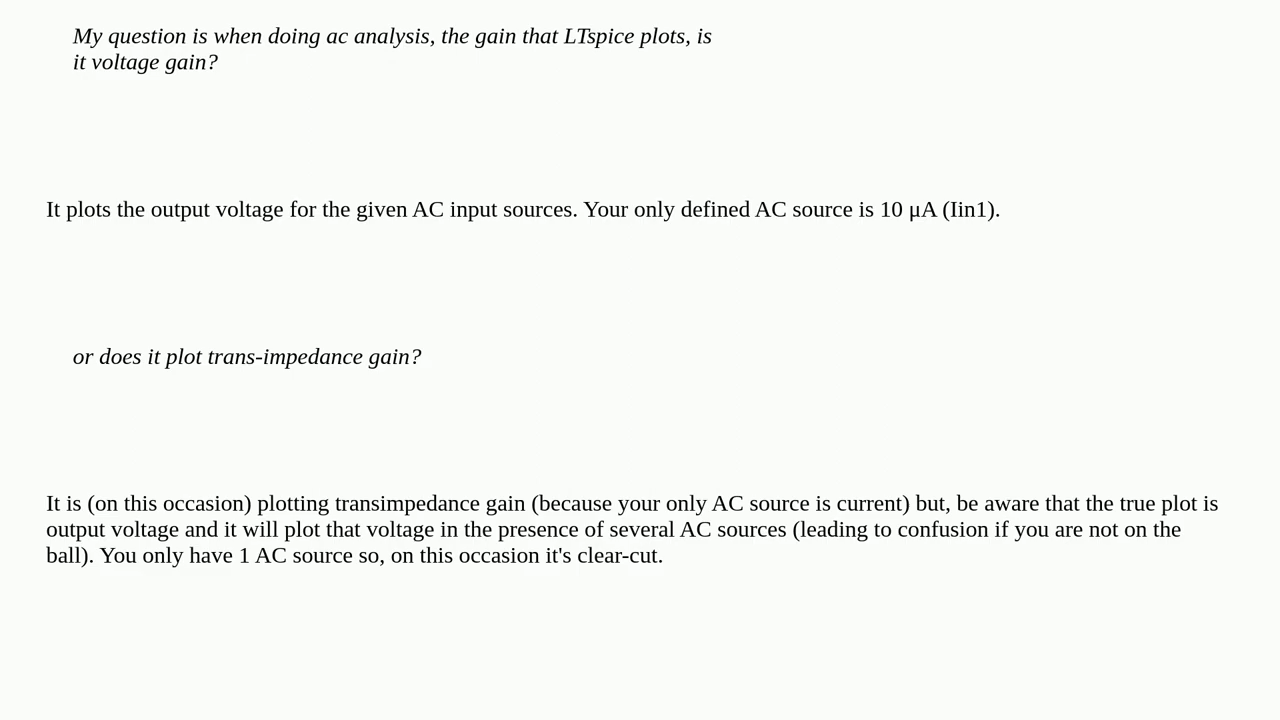 My question is when doing ac analysis, the gain that LTspice plots, is
it voltage gain?
It plots the output voltage for the given AC input sources. Your only defined AC source is 10 μA (Iin1).
or does it plot trans-impedance gain?
It is (on this occasion) plotting transimpedance gain (because your only AC source is current) but, be aware that the true plot is
output voltage and it will plot that voltage in the presence of several AC sources (leading to confusion if you are not on the
ball). You only have 1 AC source so, on this occasion it's clear-cut.